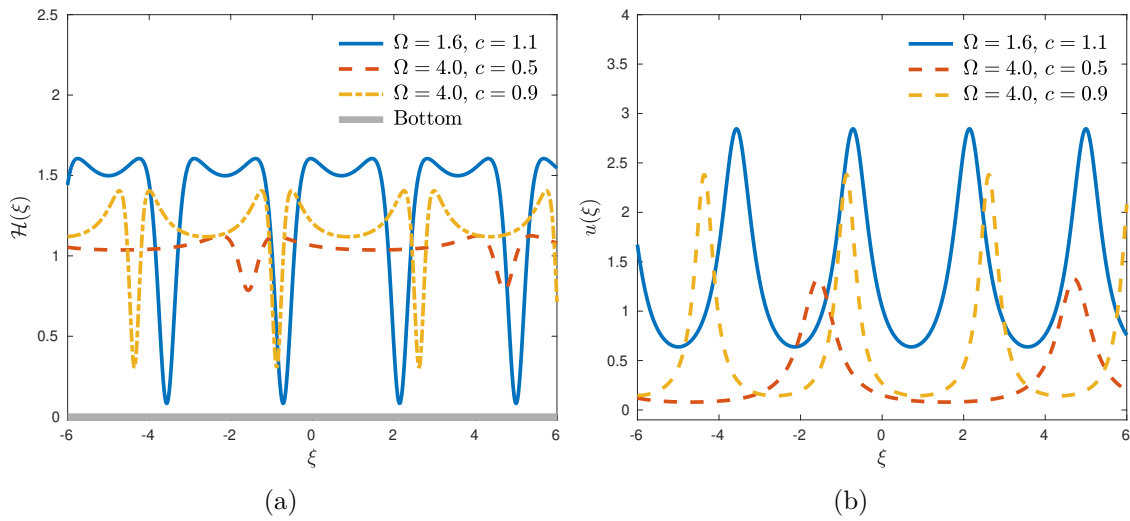 2.5
2
1.5
1
0.5
0
-6
-4
-2
0
2
4
6
ℋ(ξ)
ξ
Ω = 1.6, c = 1.1
Ω = 4.0, c = 0.5
Ω = 4.0, c = 0.9
Bottom
(a)
4
3.5
3
2.5
2
1.5
1
0.5
0
-6
-4
-2
0
2
4
6
u(ξ)
ξ
Ω = 1.6, c = 1.1
Ω = 4.0, c = 0.5
Ω = 4.0, c = 0.9
(b)